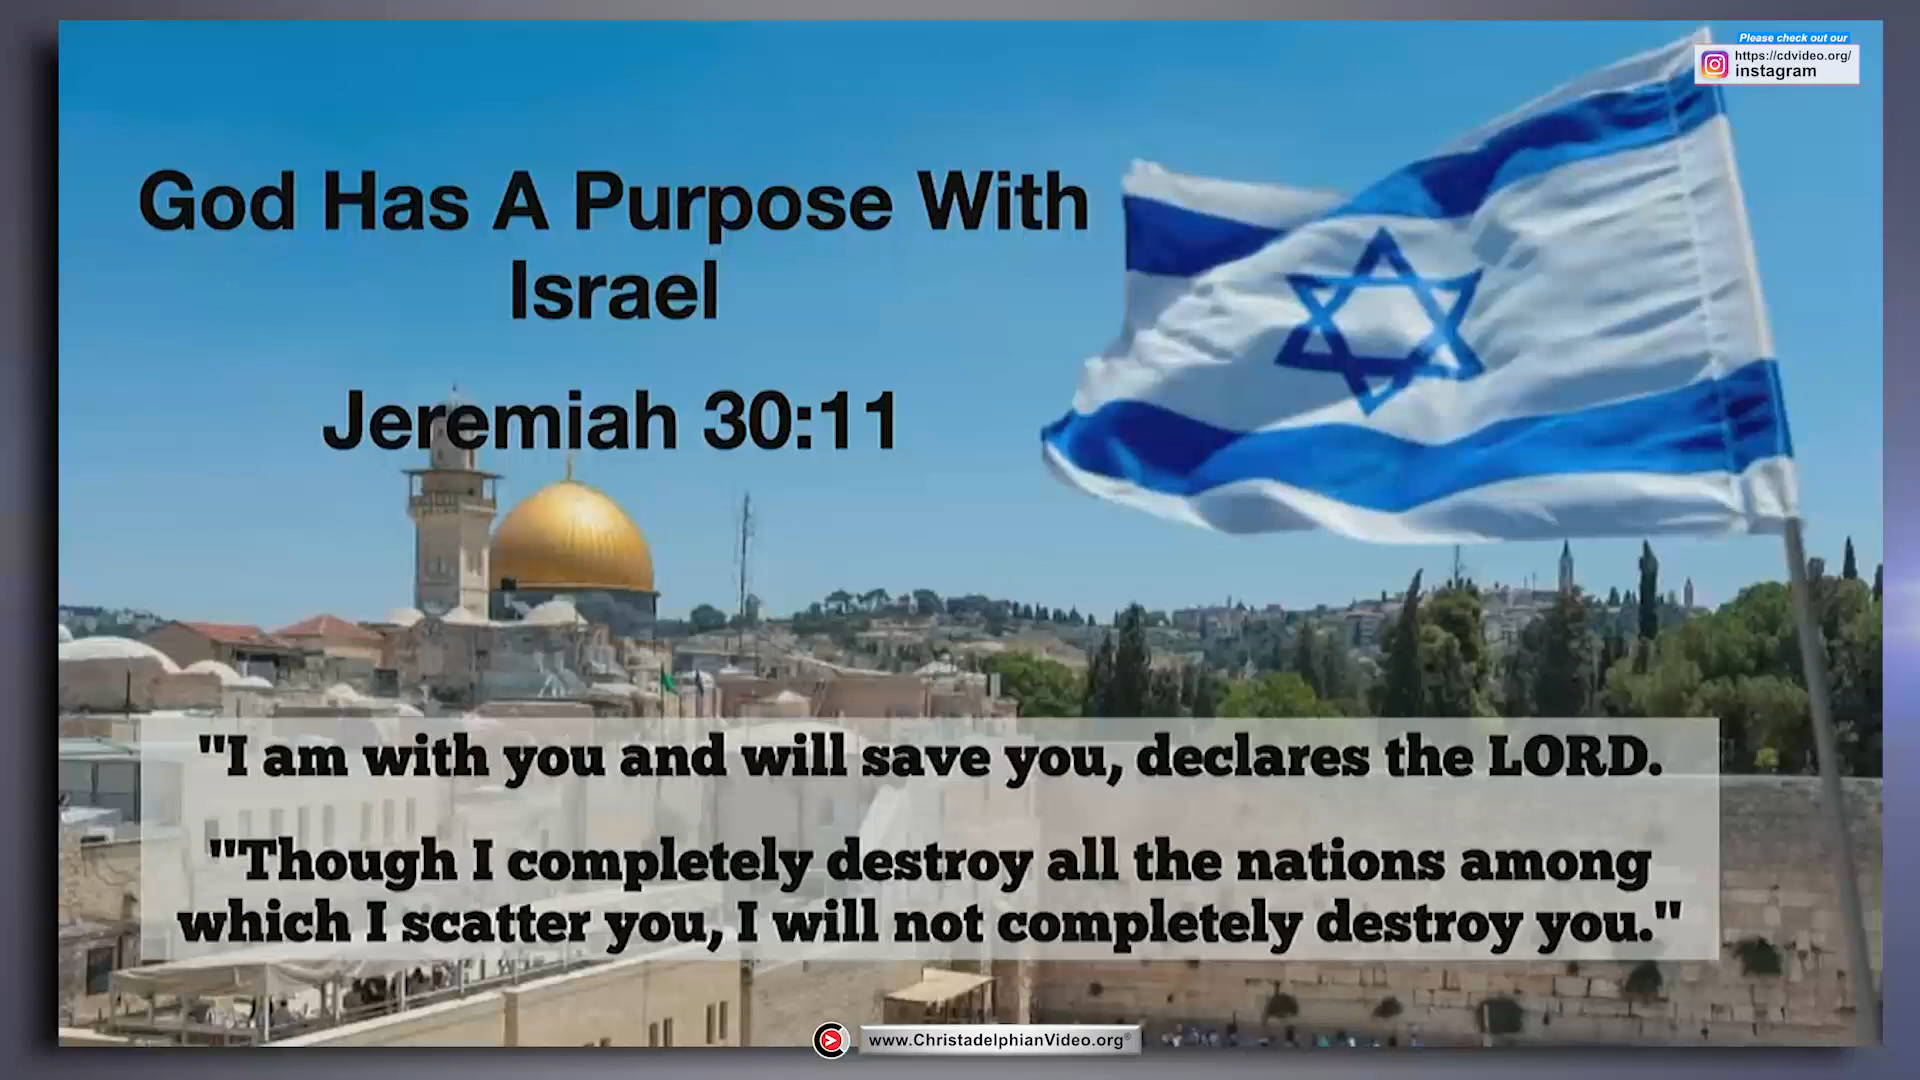 Please check out our
https://cdvideo.org/
instagram
God Has A Purpose With
Israel
Jeremiah 30:11
"I am with you and will save you, declares the LORD.
"Though I completely destroy all the nations among
which I scatter you, I will not completely destroy you."
www.ChristadelphianVideo.org®